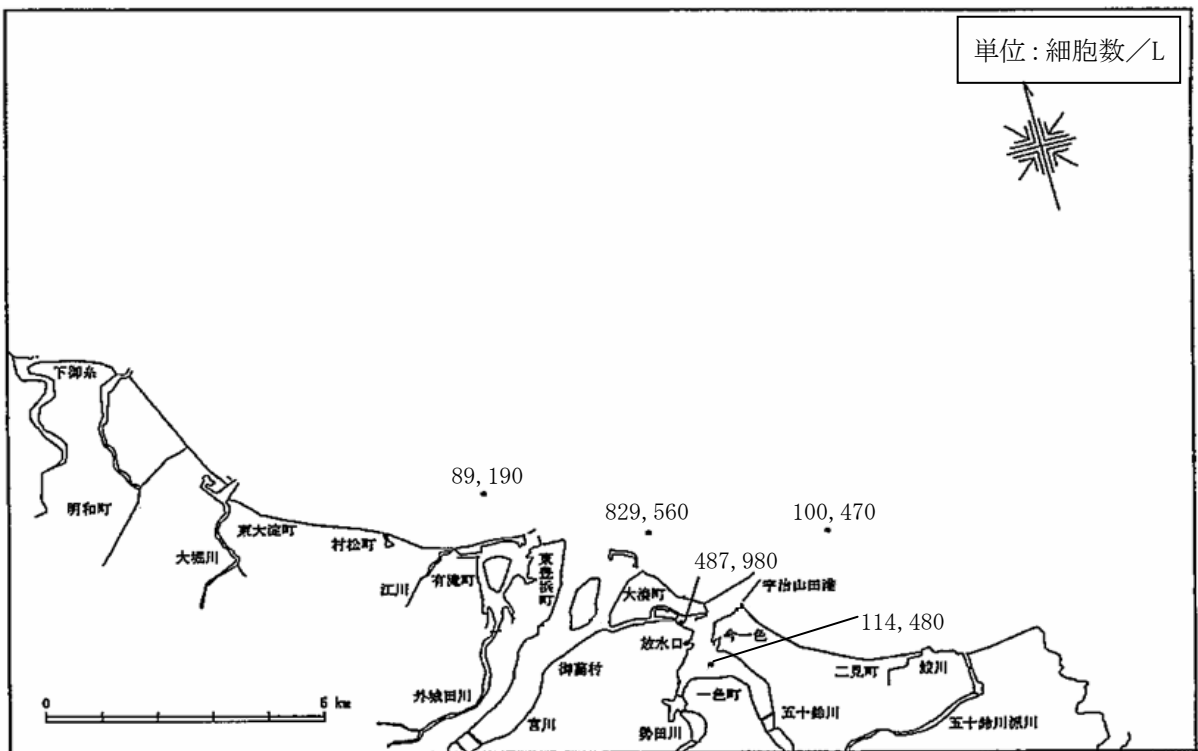 単位:細胞数/L
下御糸
89,190
829,560
100,470
明和町
東大淀町
村松町
大堀川
江川
有滝町
東豊浜町
487,980
大湊町
宇治山田港
114,480
放水口
今一色
御薗村
二見町
一色町
外城田川
宮川
勢田川
五十鈴川
五十鈴川派川
0
km